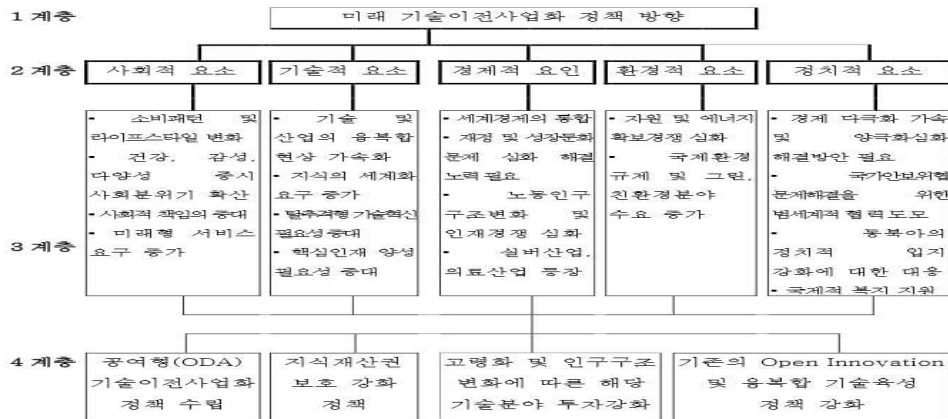 1 계층
미래 기술이전사업화 정책 방향
2 계층
사회적 요소
기술적 요소
경제적 요인
환경적 요소
정치적 요소
3 계층
- 소비패턴 및
라이프스타일 변화
- 건강, 감성,
다양성 중시
사회분위기 확산
- 사회적 책임의 증대
- 미래형 서비스
요구 증가
- 기술 및
산업의 융복합
현상 가속화
- 지식의 세계화
요구 증가
- 탈추격형 기술혁신
필요성 증대
- 핵심인재 양성
필요성 증대
- 세계경제의 통합
- 재정 및 성장둔화
문제 심화 해결
노력 필요
- 노동인구
구조변화 및
인재경쟁 심화
- 실버산업,
의료산업 등장
- 자원 및 에너지
확보경쟁 심화
- 국제환경
규제 및 그린,
친환경분야
수요 증가
- 경제 다극화 가속
및 양극화심화
해결방안 필요
- 국가안보위협
문제해결을 위한
범세계적 협력도모
- 동북아의
정치적 입지
강화에 대한 대응
- 국제적 복지 지원
4 계층
공여형(ODA)
기술이전사업화
정책 수립
지식재산권
보호 강화
정책
고령화 및 인구구조
변화에 따른 해당
기술분야 투자강화
기존의 Open Innovation
및 융복합 기술육성
정책 강화